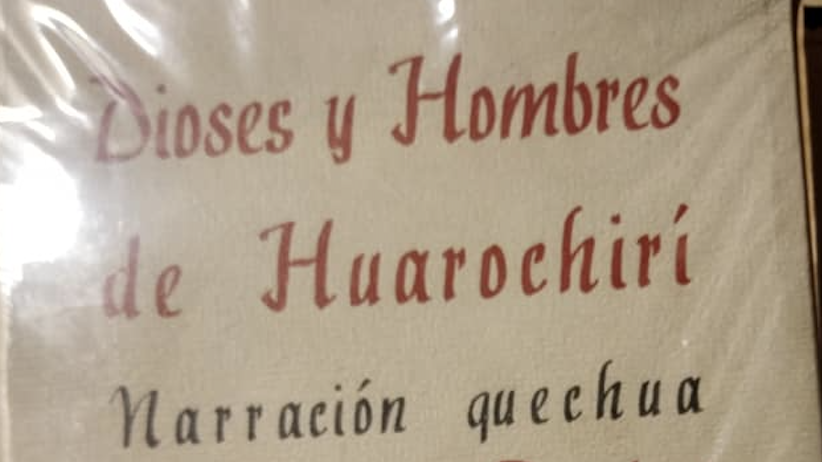 Dioses y Hombres
de Huarochirí
Narración quechua